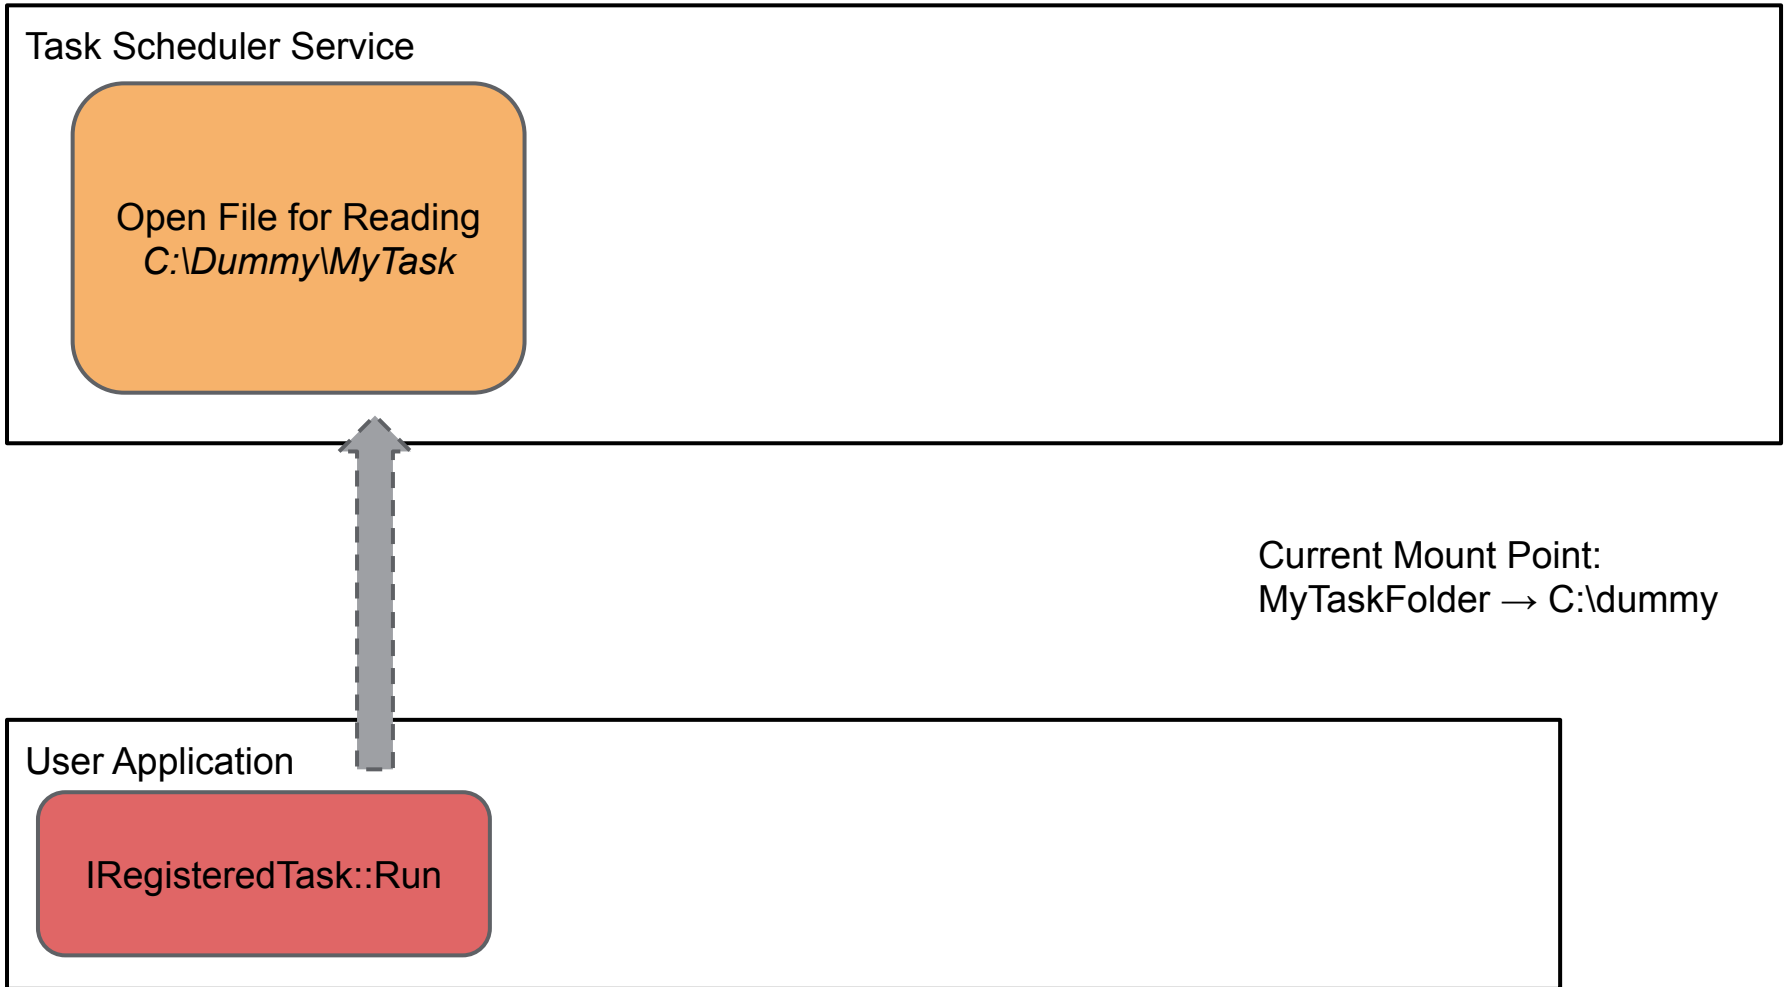 Task Scheduler Service
Open File for Reading
C:\Dummy\MyTask
Current Mount Point:
MyTaskFolder → C:\dummy
User Application
IRegisteredTask::Run